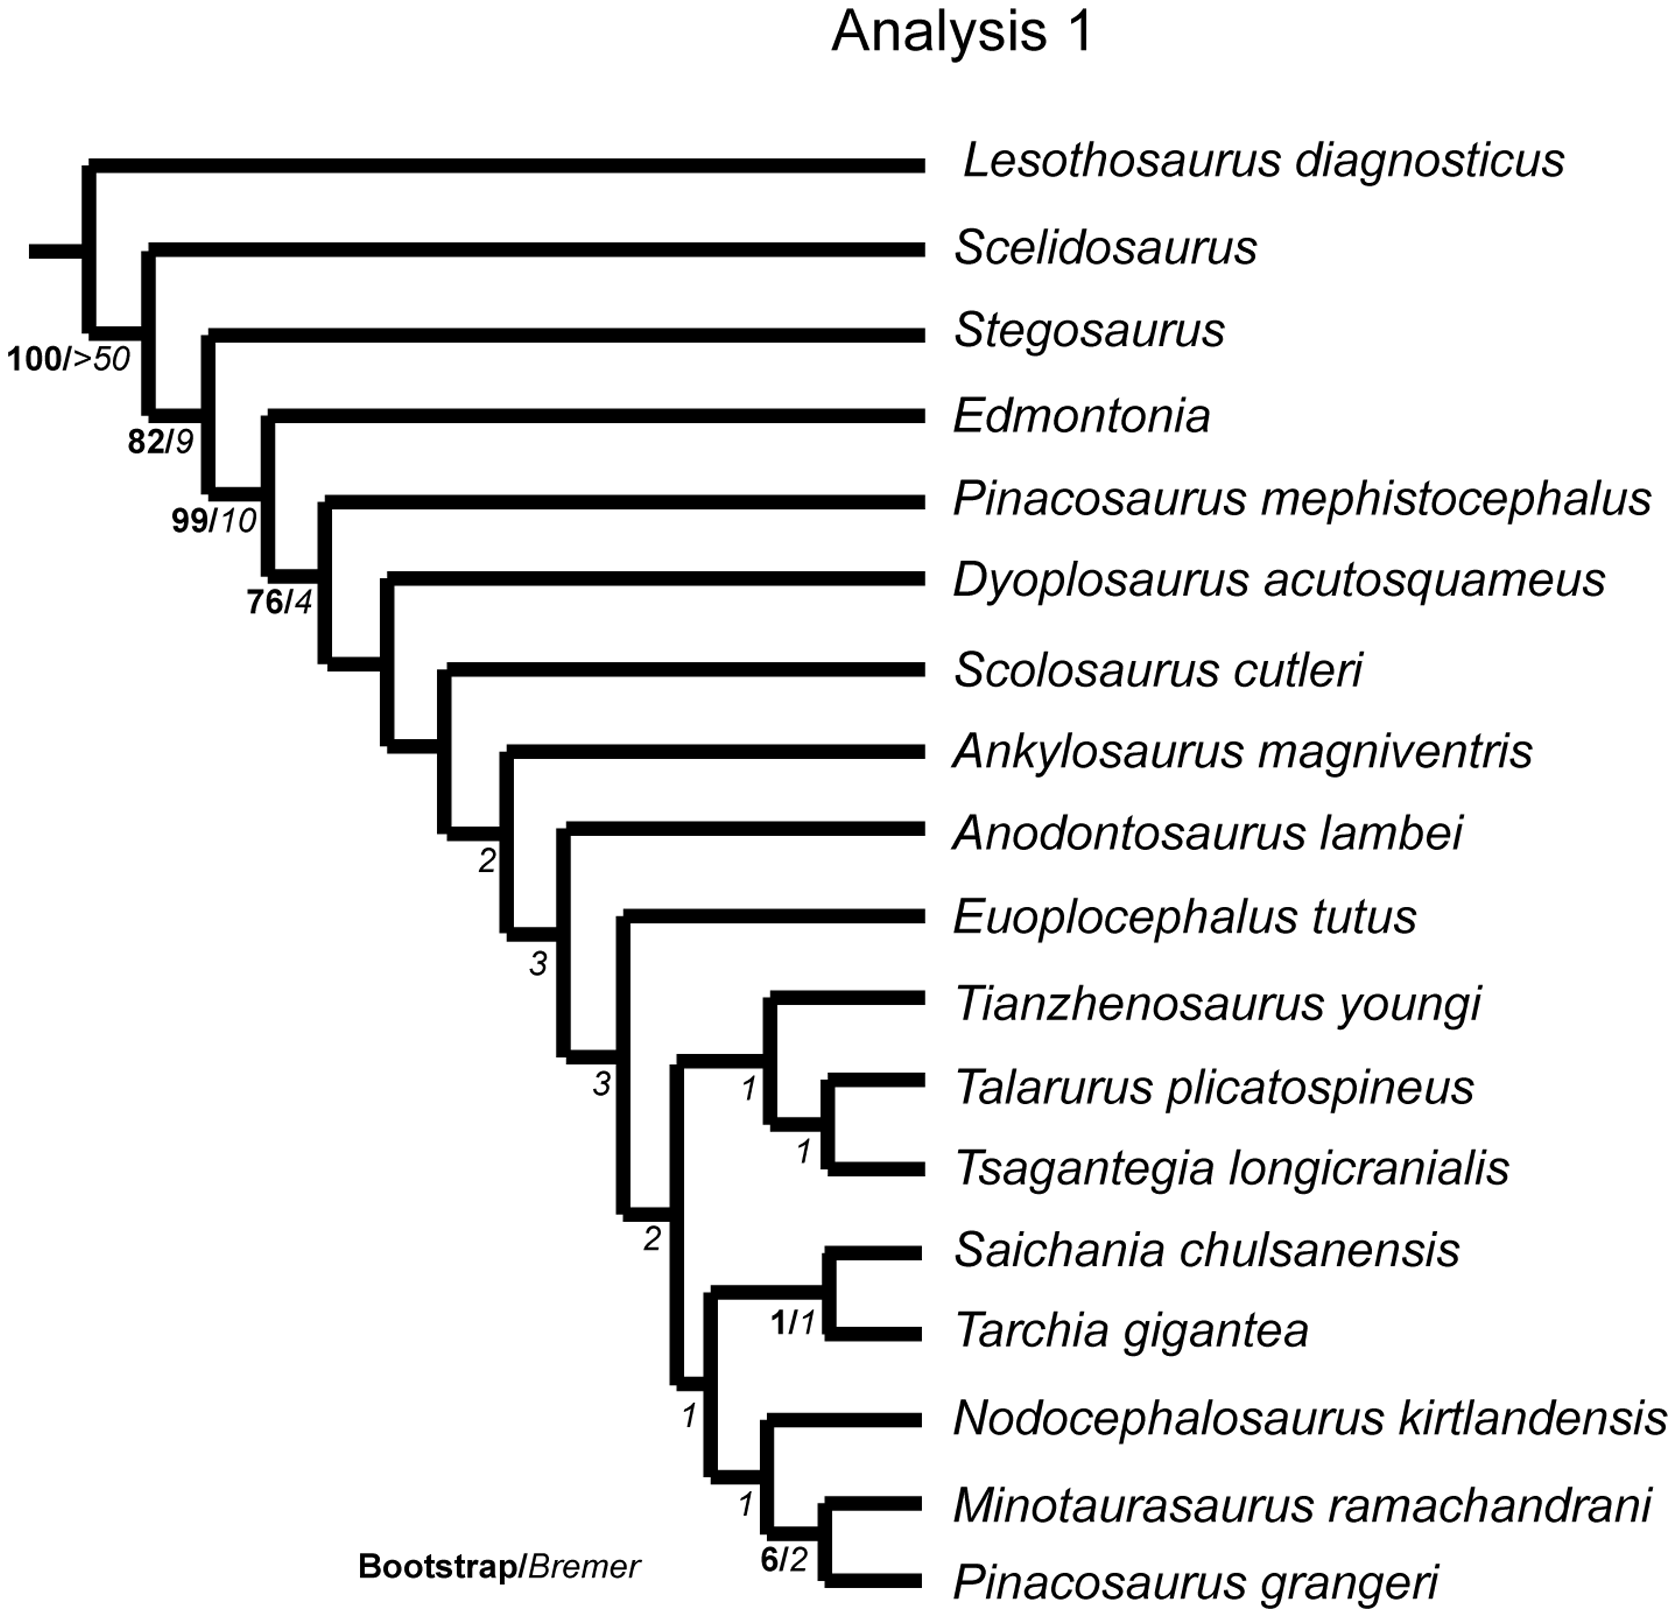 Analysis 1
Lesothosaurus diagnosticus
Scelidosaurus
Stegosaurus
100/>50
Edmontonia
82/9
Pinacosaurus mephistocephalus
99/10
Dyoplosaurus acutosquameus
76/4
Scolosaurus cutleri
Ankylosaurus magniventris
Anodontosaurus lambei
2
Euoplocephalus tutus
3
Tianzhenosaurus youngi
3
1
Talarurus plicatospineus
1
Tsagantegia longicranialis
2
Saichania chulsanensis
1/1
Tarchia gigantea
1
Nodocephalosaurus kirtlandensis
1
Minotaurasaurus ramachandrani
6/2
Bootstrap/Bremer
Pinacosaurus grangeri